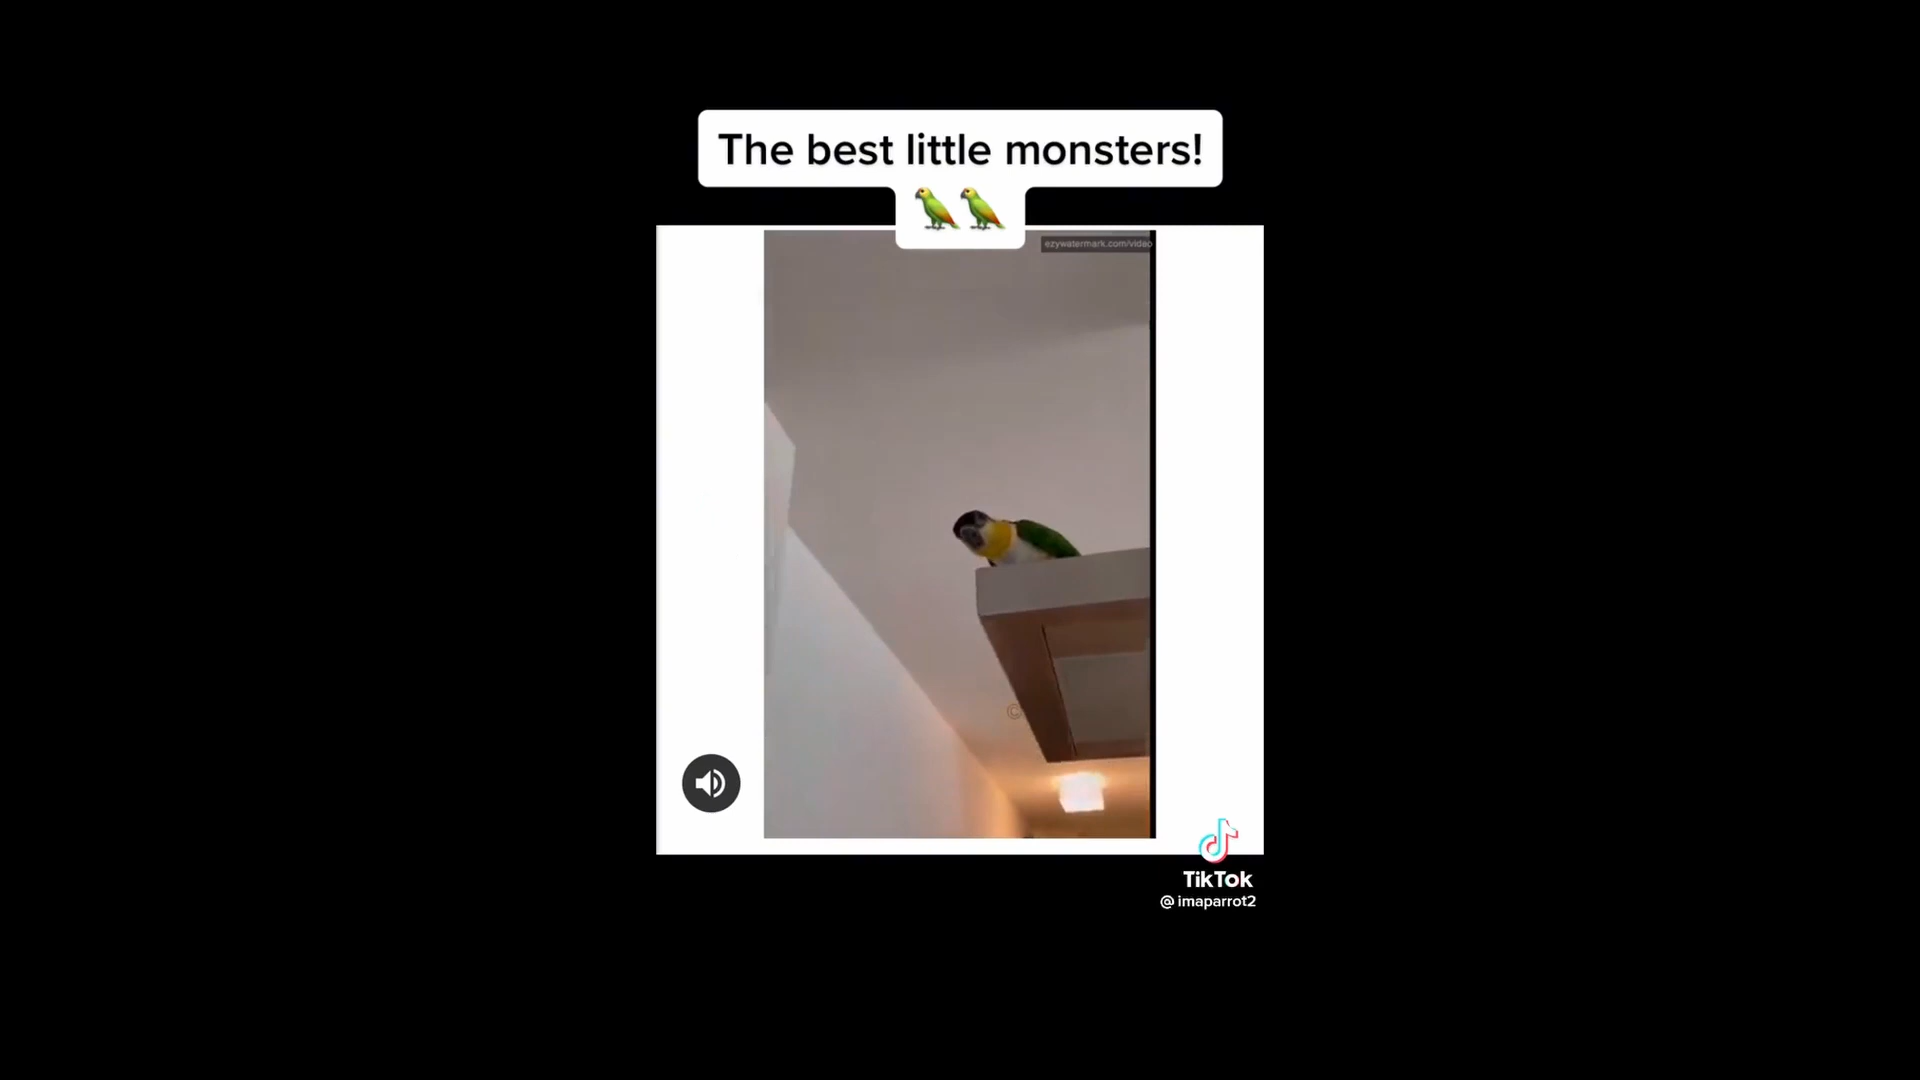 The best little monsters!
🦜🦜
ezywatermark.com/video
©
TikTok
@imaparrot2